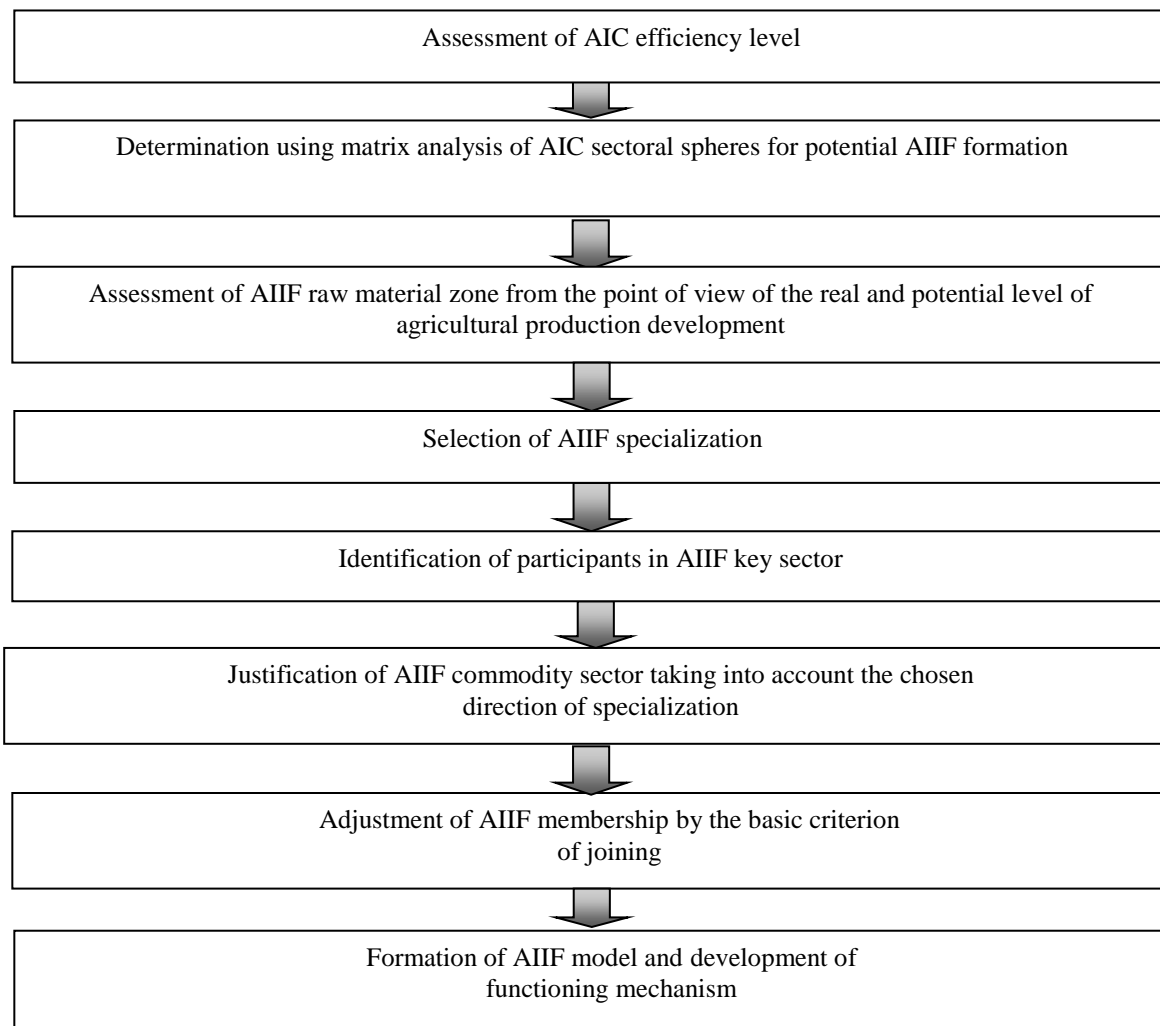 Assessment of AIC efficiency level
Determination using matrix analysis of AIC sectoral spheres for potential AIIF formation
Assessment of AIIF raw material zone from the point of view of the real and potential level of
agricultural production development
Selection of AIIF specialization
Identification of participants in AIIF key sector
Justification of AIIF commodity sector taking into account the chosen
direction of specialization
Adjustment of AIIF membership by the basic criterion
of joining
Formation of AIIF model and development of
functioning mechanism